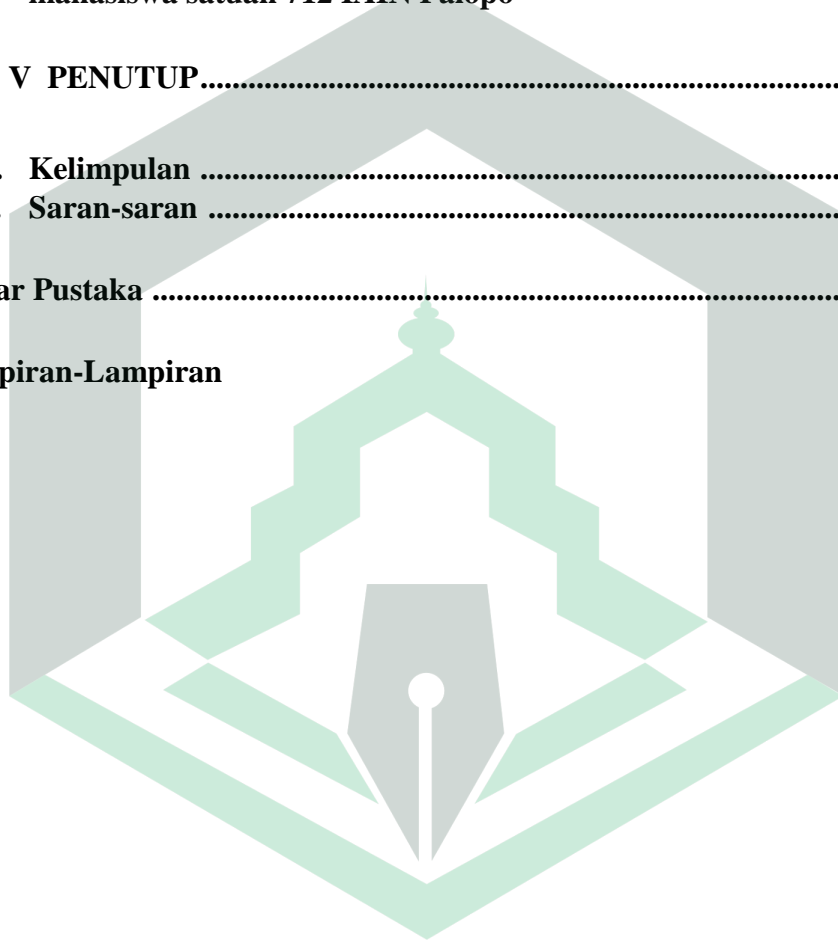 mahasiswa satuan 712 IAIN Palopo
V PENUTUP................................................................................
. Kelimpulan ................................................................................
. Saran-saran ................................................................................
ar Pustaka ................................................................................
piran-Lampiran